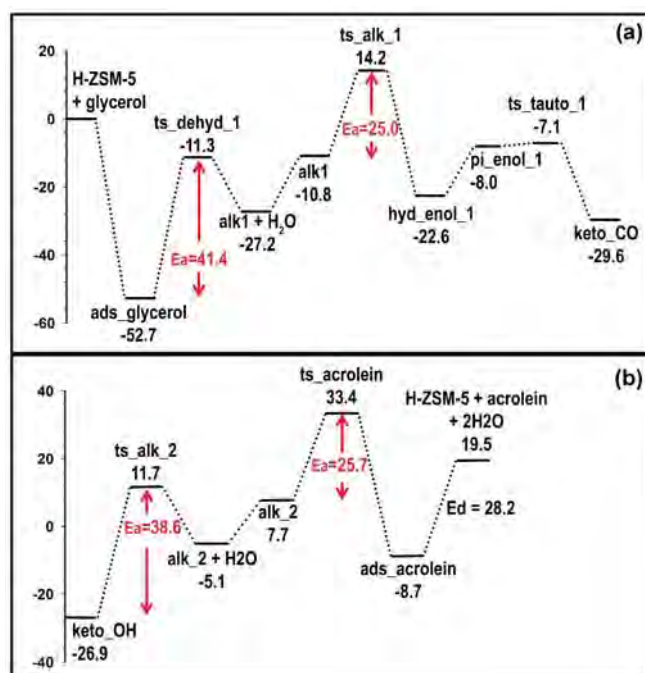 (a)
ts_alk_1
14.2
20
H-ZSM-5
+ glycerol
ts_dehyd_1
-11.3
Ea=25.0
ts_tauto_1
-7.1
0
alk1
-10.8
pi_enol_1
-8.0
-20
alk1 + H₂O
-27.2
hyd_enol_1
-22.6
keto_CO
-29.6
Ea=41.4
-40
ads_glycerol
-52.7
-60
(b)
ts_acrolein
33.4
40
H-ZSM-5 + acrolein
+ 2H2O
19.5
ts_alk_2
11.7
20
Ea=25.7
Ea=38.6
alk_2
7.7
Ed = 28.2
0
alk_2 + H2O
-5.1
ads_acrolein
-8.7
-20
keto_OH
-26.9
-40